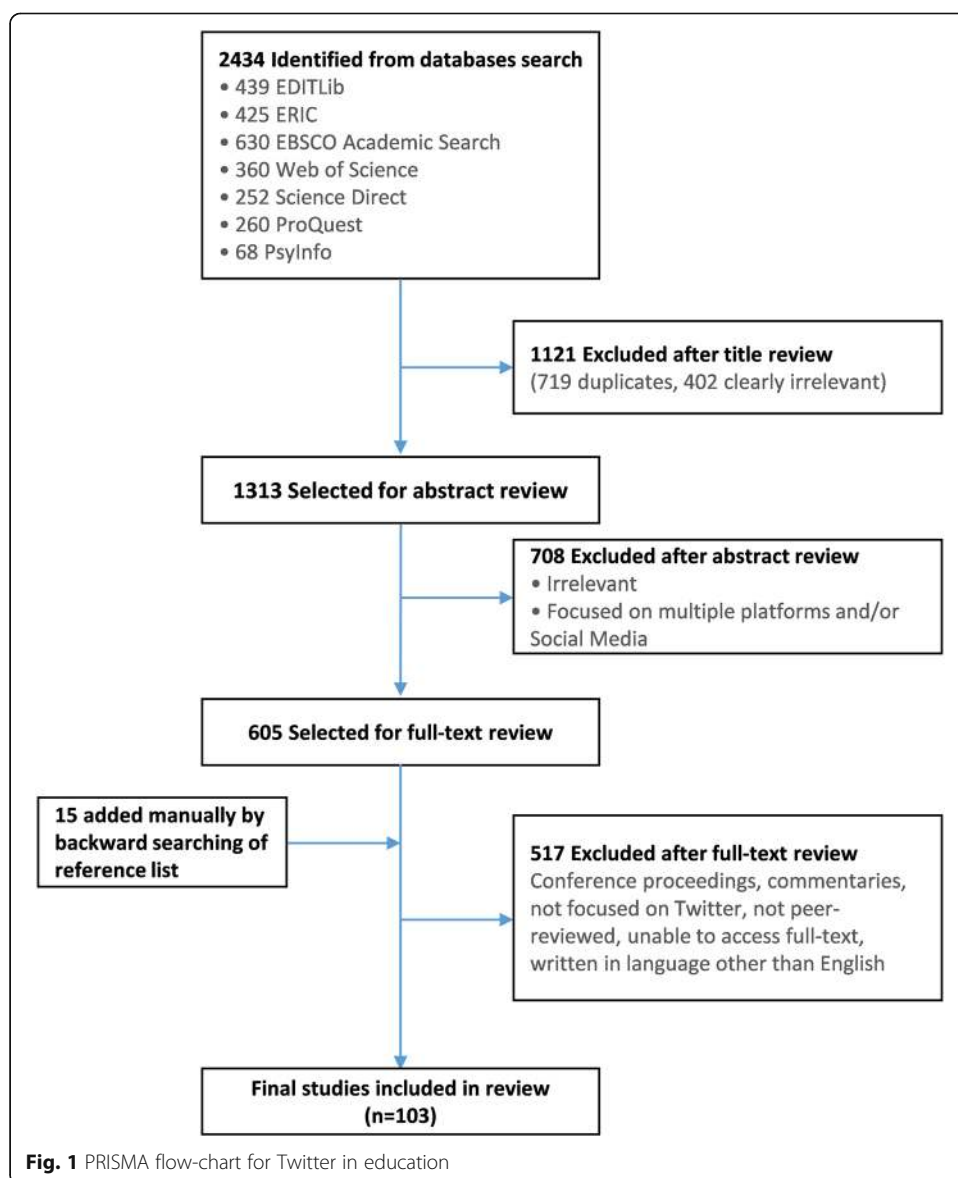 2434 Identified from databases search
• 439 EDITLib
• 425 ERIC
• 630 EBSCO Academic Search
• 360 Web of Science
• 252 Science Direct
• 260 ProQuest
• 68 PsyInfo
1121 Excluded after title review
(719 duplicates, 402 clearly irrelevant)
1313 Selected for abstract review
708 Excluded after abstract review
• Irrelevant
• Focused on multiple platforms and/or
Social Media
605 Selected for full-text review
15 added manually by
backward searching of
reference list
517 Excluded after full-text review
Conference proceedings, commentaries,
not focused on Twitter, not peer-
reviewed, unable to access full-text,
written in language other than English
Final studies included in review
(n=103)
Fig. 1 PRISMA flow-chart for Twitter in education